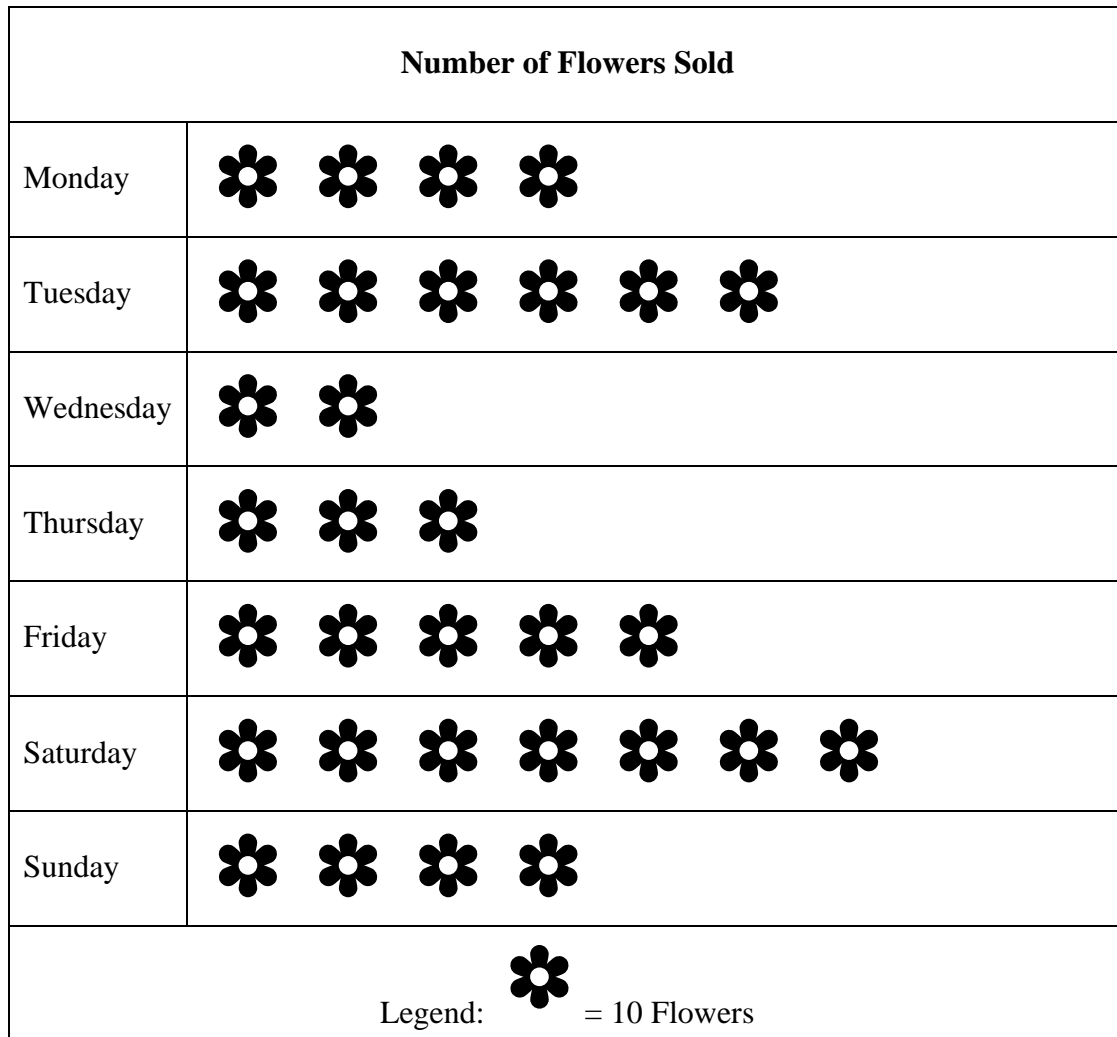 Number of Flowers Sold
Monday
Tuesday
Wednesday
Thursday
Friday
Saturday
Sunday
Legend: = 10 Flowers